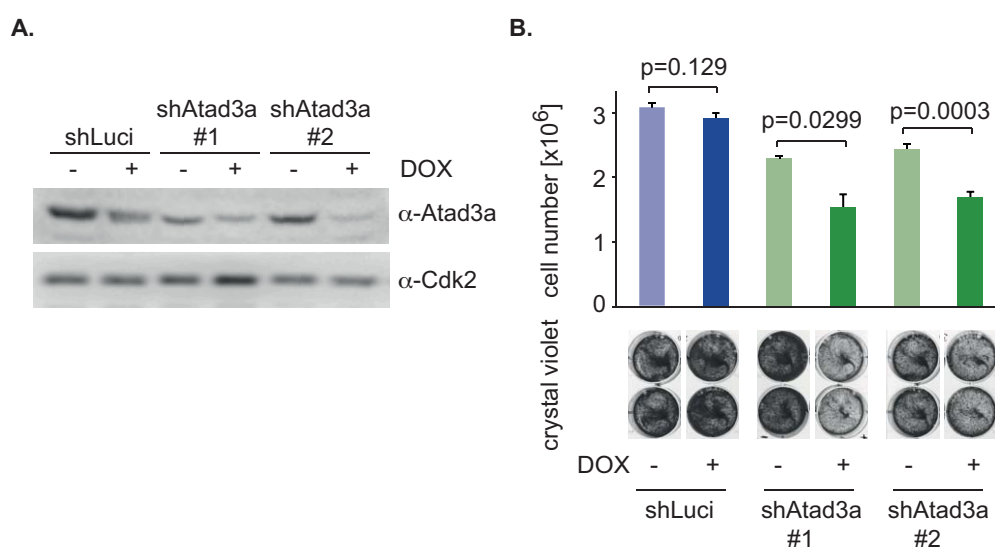 A.
shLuci
shAtad3a
#1
shAtad3a
#2
- + - + - + DOX
α-Atad3a
α-Cdk2
B.
p=0.129
p=0.0299
p=0.0003
cell number [x10⁶]
3
2
1
0
crystal violet
DOX - + - + - +
shLuci
shAtad3a
#1
shAtad3a
#2